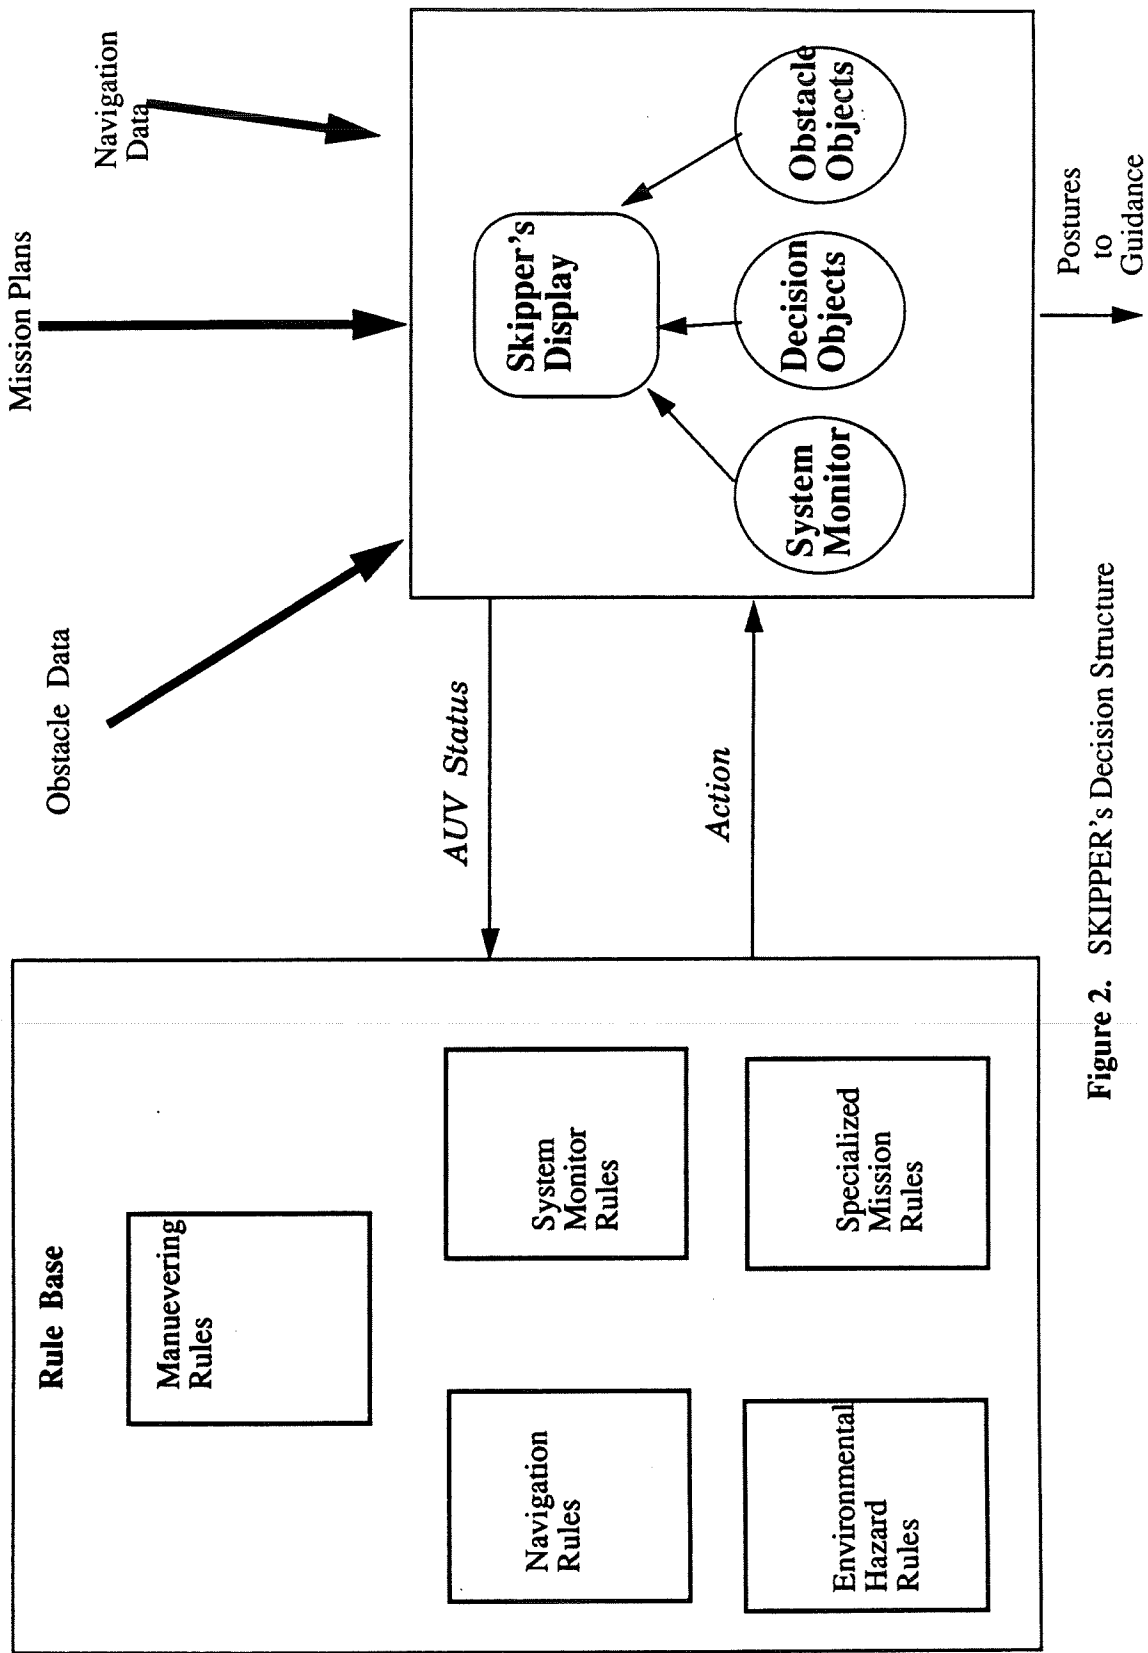 Rule Base
Manuevering
Rules
Navigation
Rules
System
Monitor
Rules
Environmental
Hazard
Rules
Specialized
Mission
Rules
AUV Status
Action
Obstacle Data
Mission Plans
Navigation
Data
Skipper's
Display
System
Monitor
Decision
Objects
Obstacle
Objects
Postures
to
Guidance
Figure 2. SKIPPER's Decision Structure